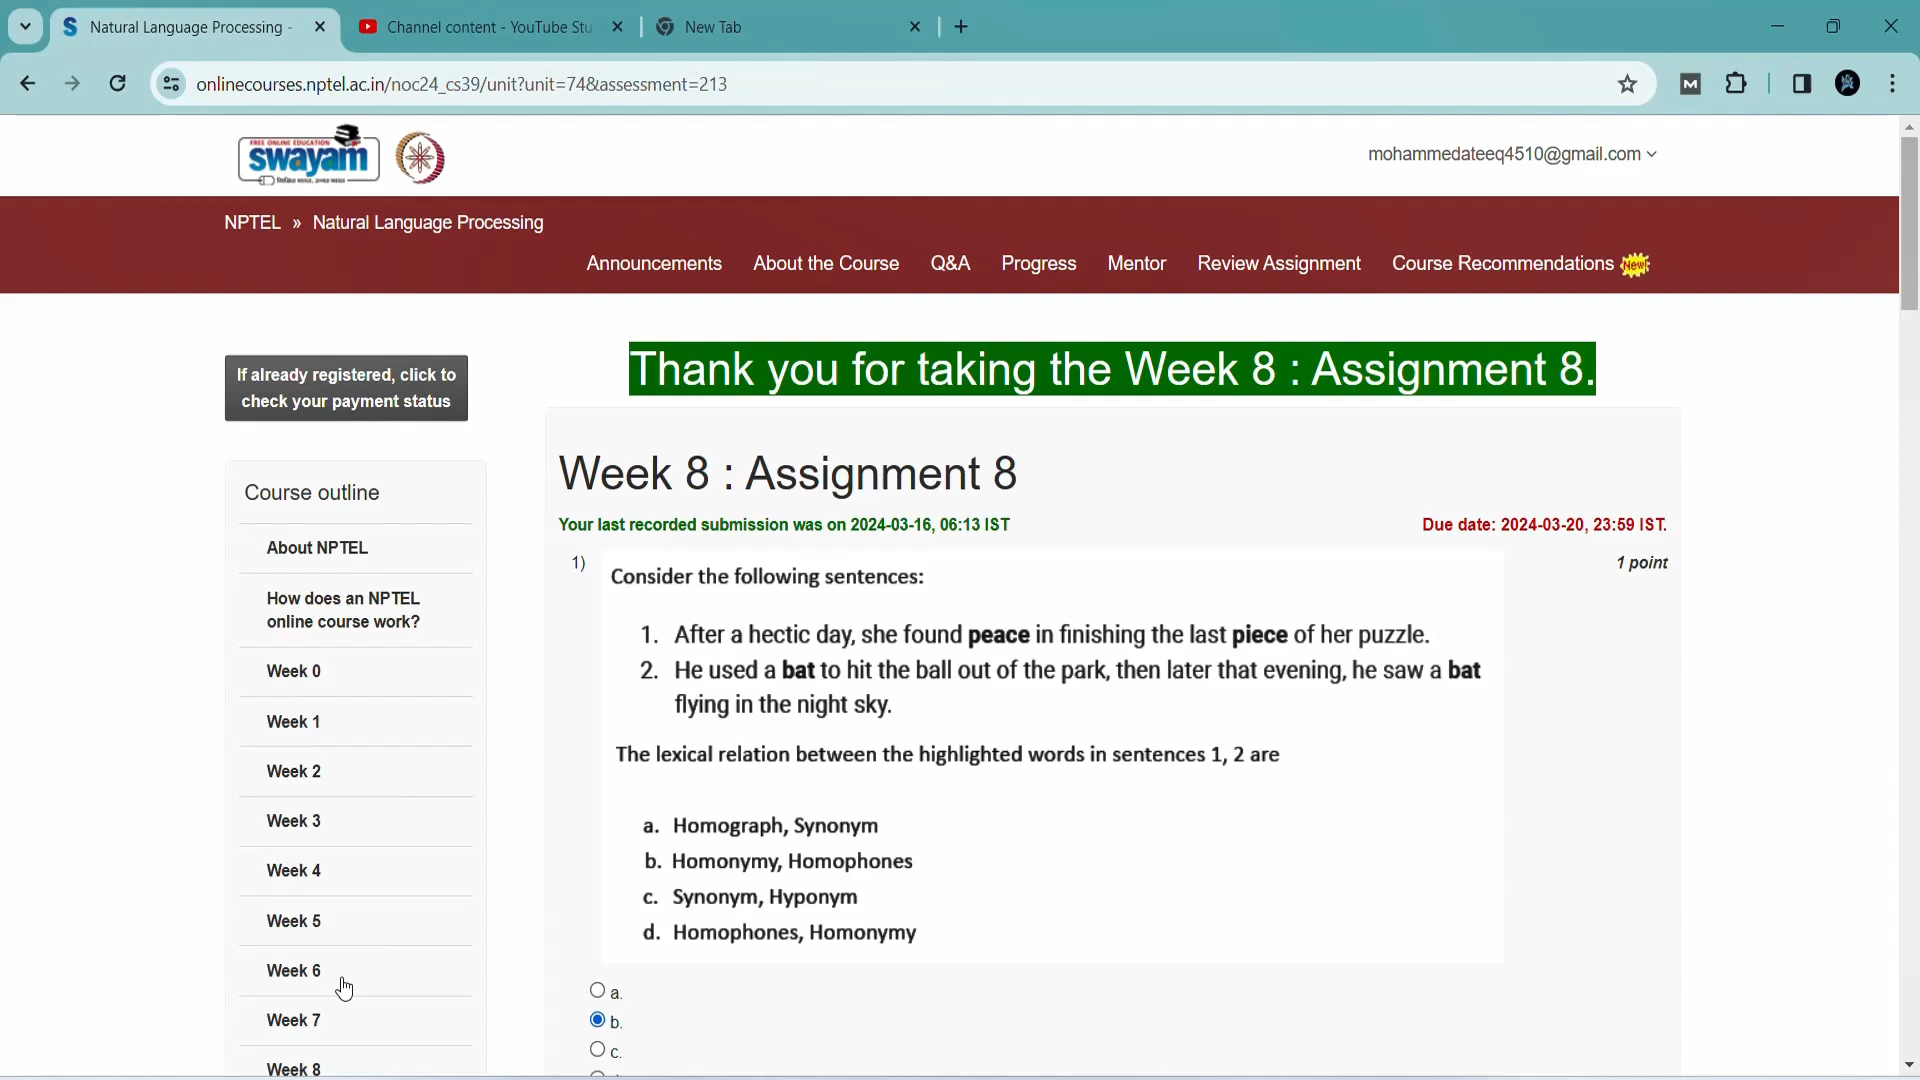 Natural Language Processing -
Channel content - YouTube Stu
New Tab
onlinecourses.nptel.ac.in/noc24_cs39/unit?unit=74&assessment=213
FREE ONLINE EDUCATION
swayam
mohammedateeq4510@gmail.com
NPTEL » Natural Language Processing
Announcements About the Course Q&A Progress Mentor Review Assignment Course Recommendations New!
If already registered, click to
check your payment status
Thank you for taking the Week 8 : Assignment 8.
Course outline
About NPTEL
How does an NPTEL
online course work?
Week 0
Week 1
Week 2
Week 3
Week 4
Week 5
Week 6
Week 7
Week 8
Week 8 : Assignment 8
Your last recorded submission was on 2024-03-16, 06:13 IST
Due date: 2024-03-20, 23:59 IST.
1)
1 point
Consider the following sentences:
1. After a hectic day, she found peace in finishing the last piece of her puzzle.
2. He used a bat to hit the ball out of the park, then later that evening, he saw a bat
flying in the night sky.
The lexical relation between the highlighted words in sentences 1, 2 are
a. Homograph, Synonym
b. Homonymy, Homophones
c. Synonym, Hyponym
d. Homophones, Homonymy
a.
b.
c.